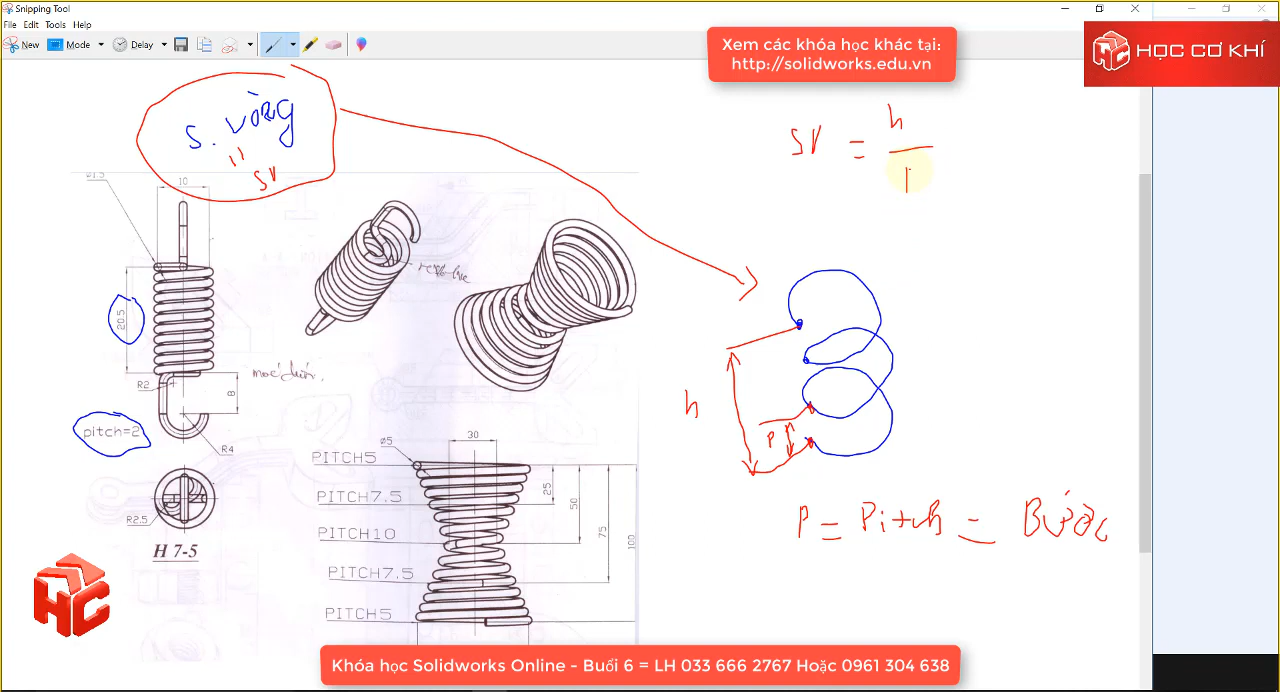 Snipping Tool
File Edit Tools Help
New Mode Delay
Xem các khóa học khác tại:
http://solidworks.edu.vn
HỌC CƠ KHÍ
S. vòng
=
SV
SV = h
h
P
P = Pitch = Bước
Ø1.5
10
20.5
R2
8
móc dưới.
pitch=2
R4
R2.5
H 7-5
Ø5
30
PITCH5
PITCH7.5
PITCH10
PITCH7.5
PITCH5
25
50
75
100
HC
Khóa học Solidworks Online - Buổi 6 = LH 033 666 2767 Hoặc 0961 304 638